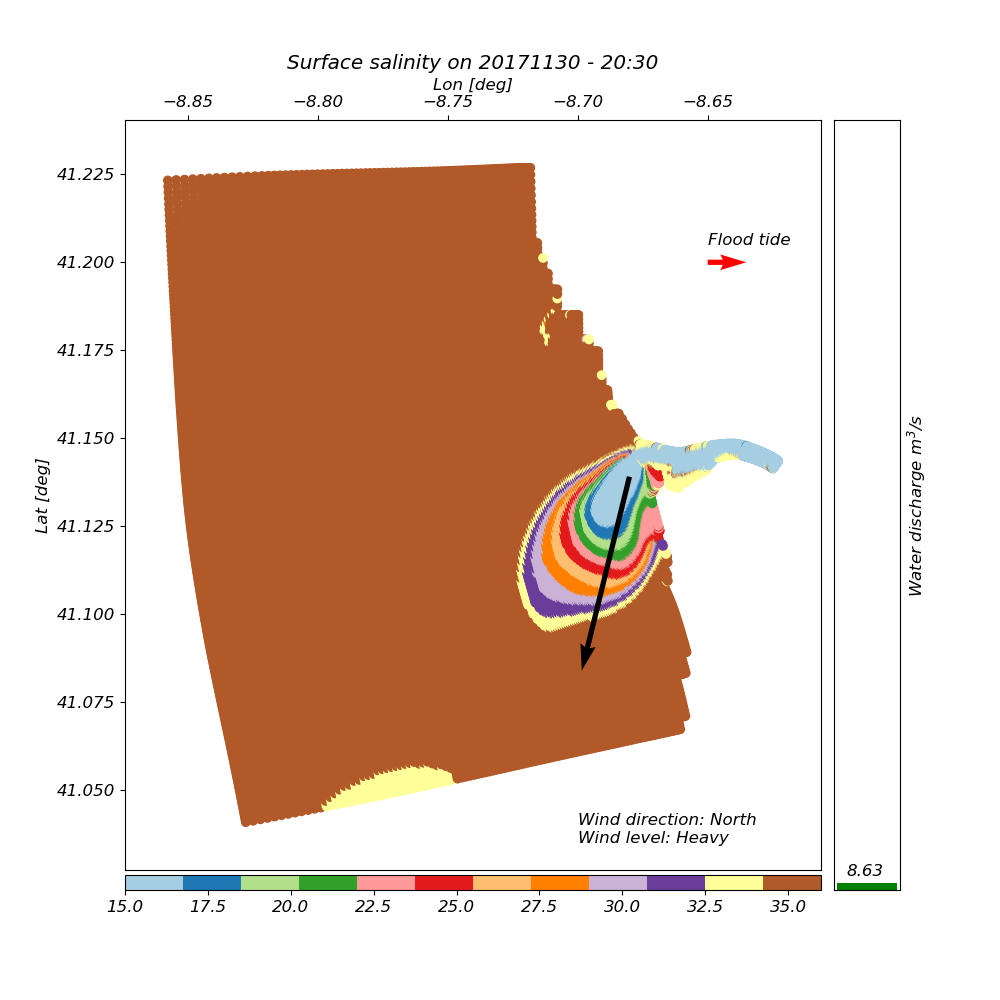 Surface salinity on 20171130 - 20:30
Lon [deg]
−8.85 −8.80 −8.75 −8.70 −8.65
41.225
41.200
41.175
41.150
41.125
41.100
41.075
41.050
Lat [deg]
Flood tide
Wind direction: North
Wind level: Heavy
Water discharge m³/s
8.63
15.0 17.5 20.0 22.5 25.0 27.5 30.0 32.5 35.0